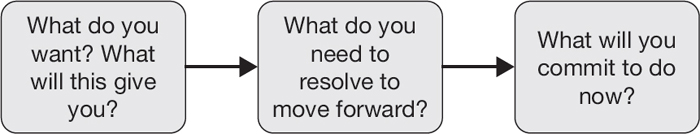 What do you
want? What
will this give
you?
What do you
need to
resolve to
move forward?
What will you
commit to do
now?